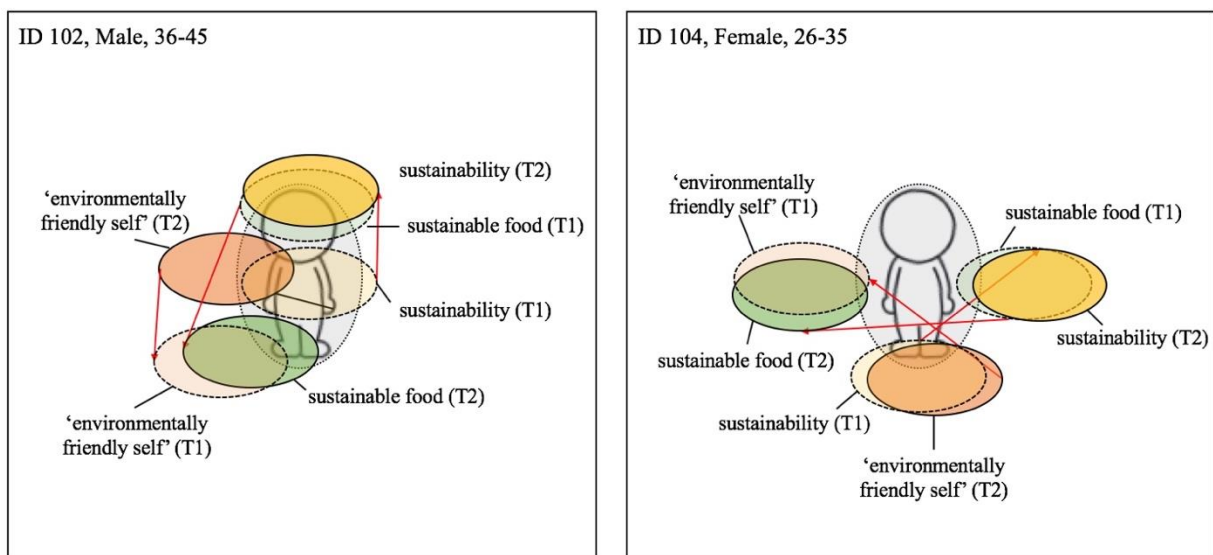 ID 102, Male, 36-45
sustainability (T2)
‘environmentally
friendly self’
(T2)
sustainable food (T1)
sustainability (T1)
sustainable food (T2)
‘environmentally
friendly self’ (T1)
ID 104, Female, 26-35
‘environmentally
friendly self’ (T1)
sustainable food (T1)
sustainability (T2)
sustainable food
(T2)
sustainability (T1)
‘environmentally
friendly self’ (T2)